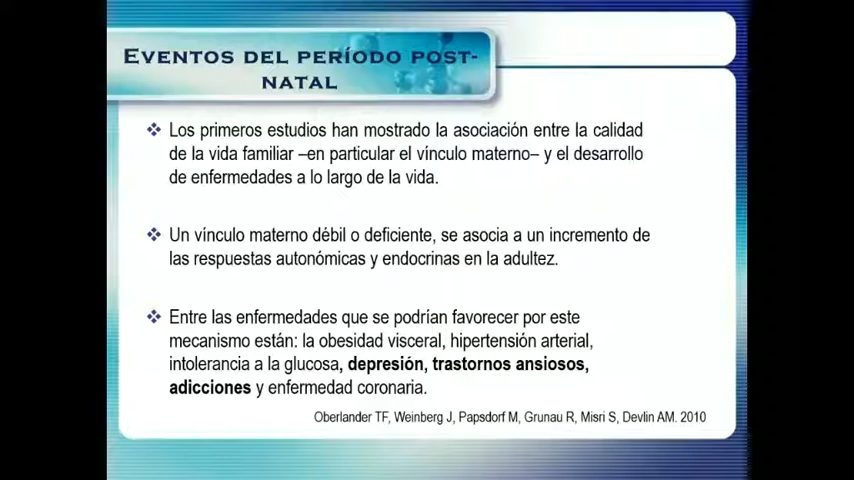 EVENTOS DEL PERÍODO POST-
NATAL
Los primeros estudios han mostrado la asociación entre la calidad
de la vida familiar –en particular el vínculo materno– y el desarrollo
de enfermedades a lo largo de la vida.
Un vínculo materno débil o deficiente, se asocia a un incremento de
las respuestas autonómicas y endocrinas en la adultez.
Entre las enfermedades que se podrían favorecer por este
mecanismo están: la obesidad visceral, hipertensión arterial,
intolerancia a la glucosa, depresión, trastornos ansiosos,
adicciones y enfermedad coronaria.
Oberlander TF, Weinberg J, Papsdorf M, Grunau R, Misri S, Devlin AM. 2010